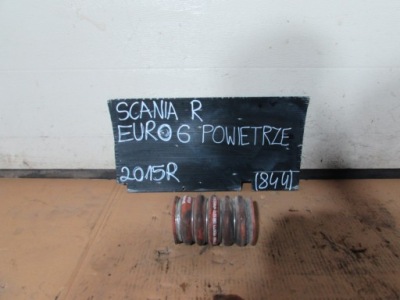 SCANIA R
EURO 6 POWIETRZE
2015R [844]